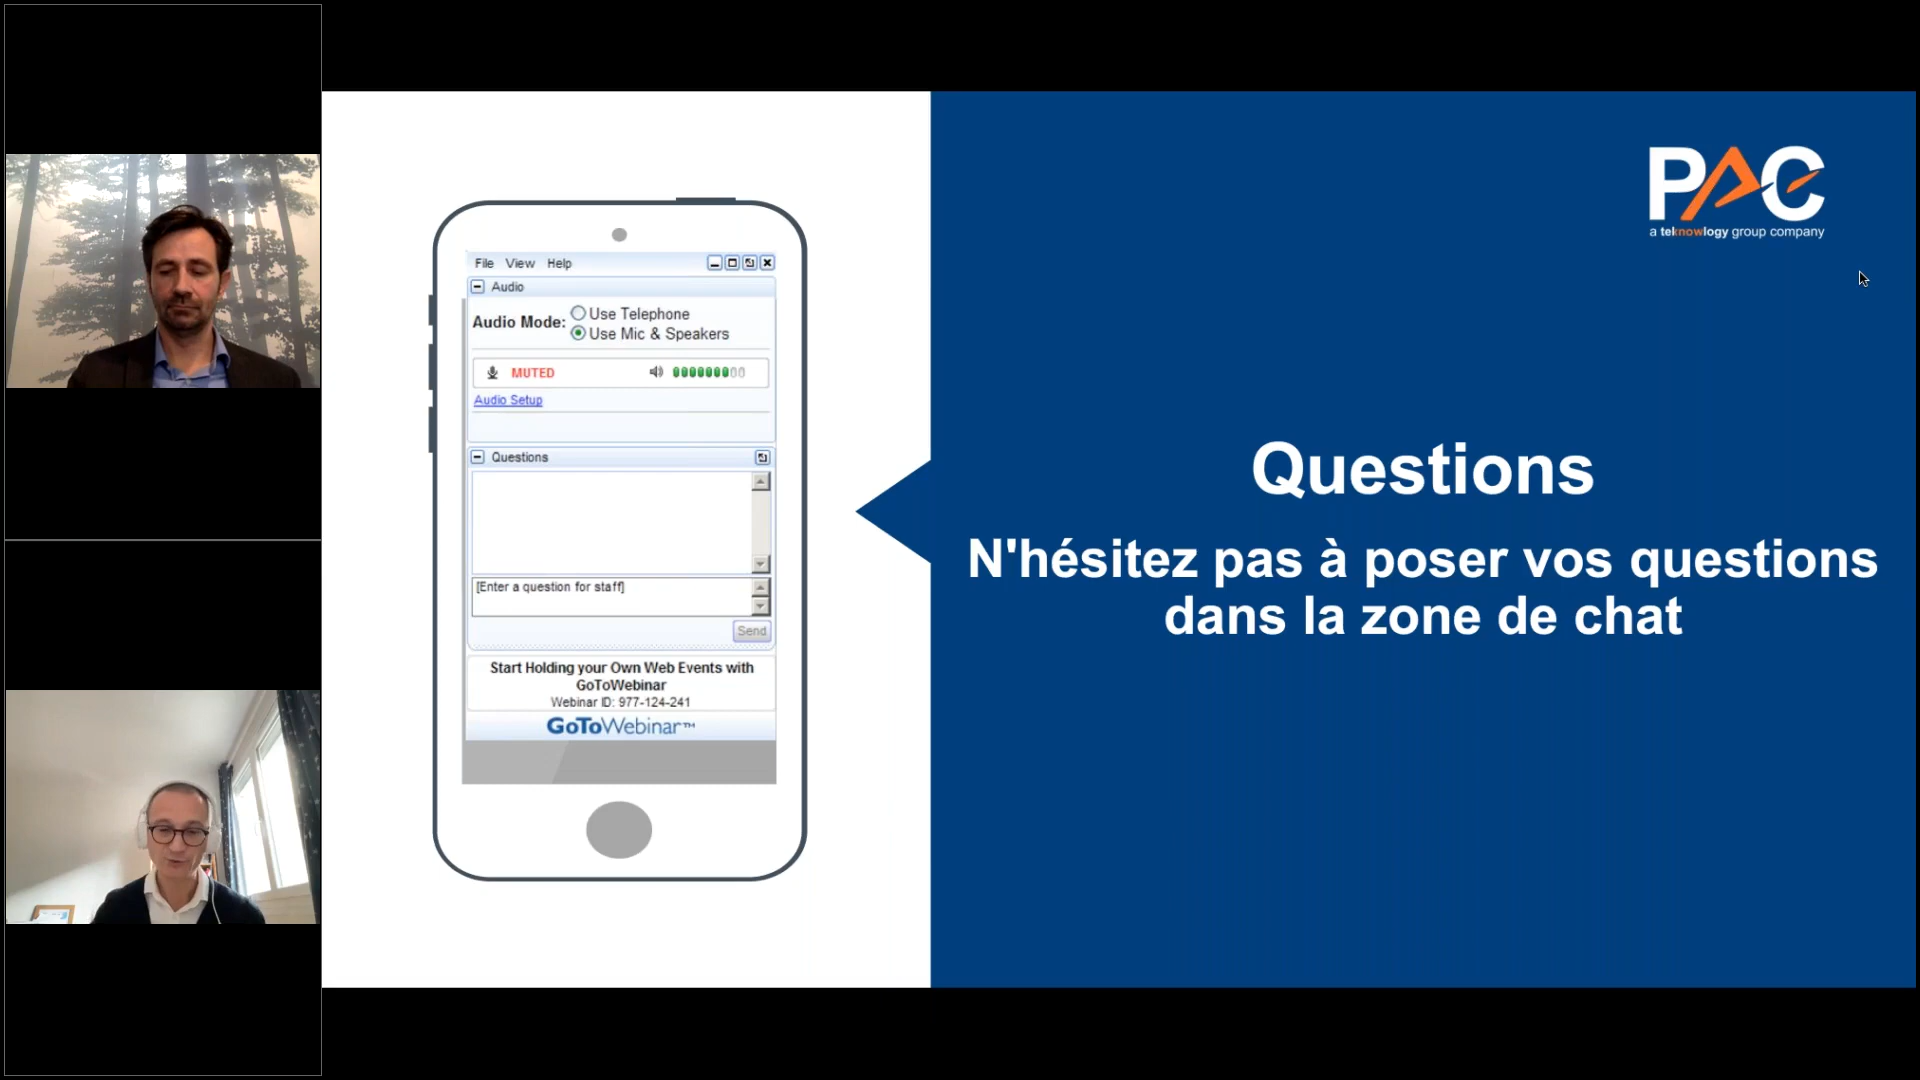 PAC
a teknowlogy group company
File View Help
Audio
Audio Mode:
Use Telephone
Use Mic & Speakers
MUTED
Audio Setup
Questions
[Enter a question for staff]
Send
Start Holding your Own Web Events with
GoToWebinar
Webinar ID: 977-124-241
GoToWebinar™
Questions
N'hésitez pas à poser vos questions
dans la zone de chat